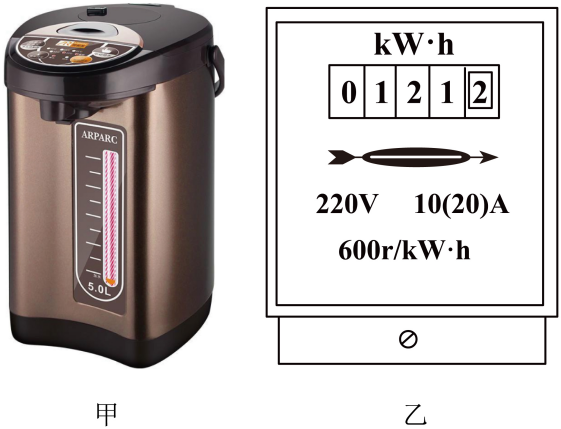 ARPARC
5.0L
kW·h
0 1 2 1 2
220V 10(20)A
600r/kW·h
甲 乙